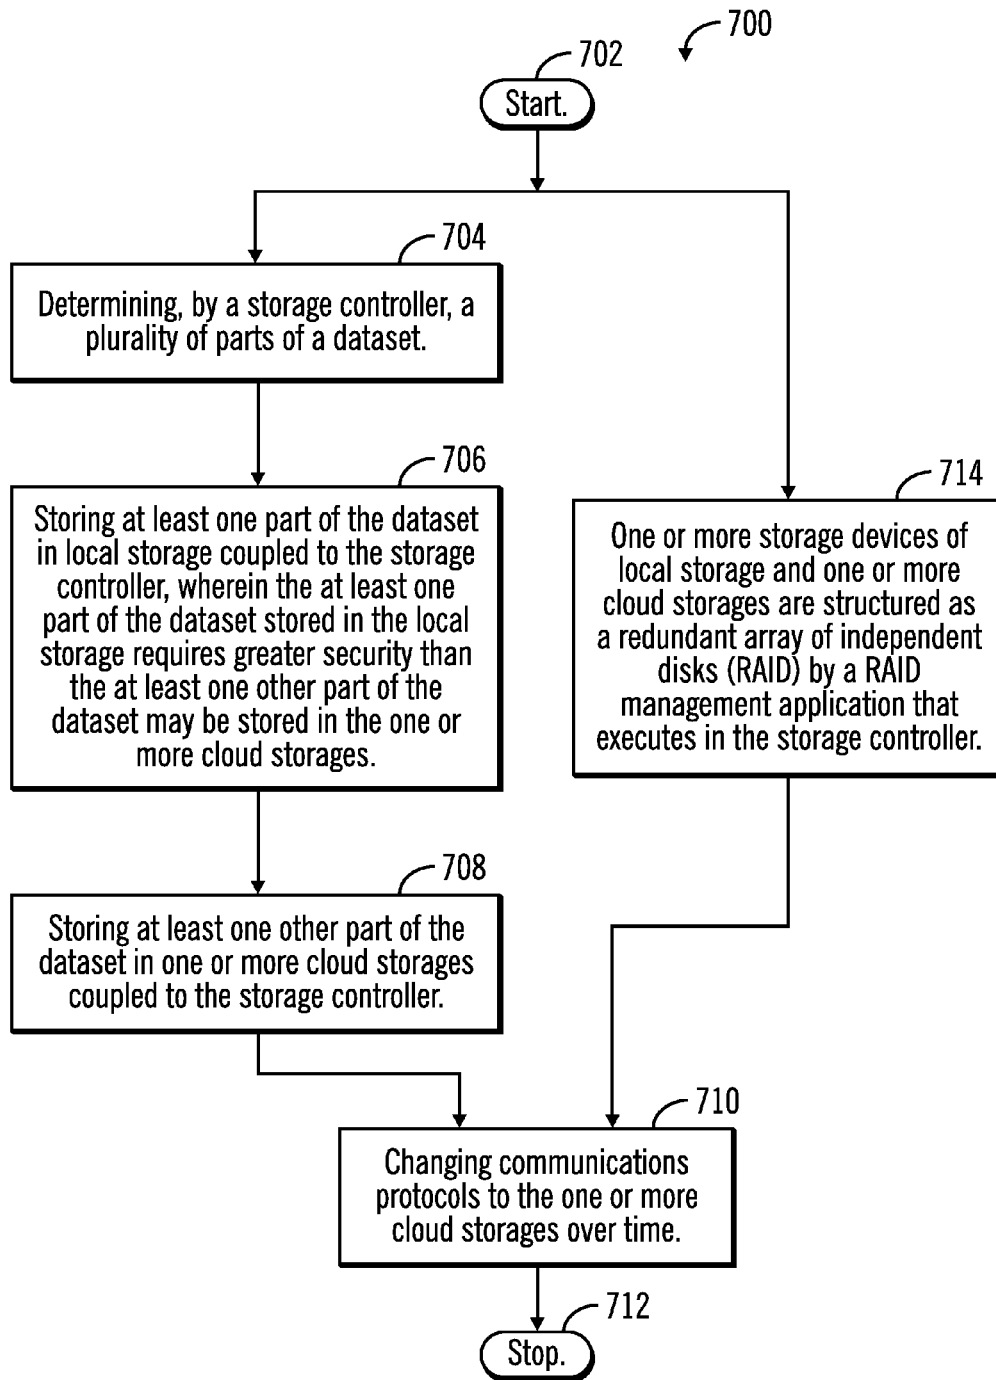 700
702
Start.
704
Determining, by a storage controller, a
plurality of parts of a dataset.
706
Storing at least one part of the dataset
in local storage coupled to the storage
controller, wherein the at least one
part of the dataset stored in the local
storage requires greater security than
the at least one other part of the
dataset may be stored in the one or
more cloud storages.
708
Storing at least one other part of the
dataset in one or more cloud storages
coupled to the storage controller.
714
One or more storage devices of
local storage and one or more
cloud storages are structured as
a redundant array of independent
disks (RAID) by a RAID
management application that
executes in the storage controller.
710
Changing communications
protocols to the one or more
cloud storages over time.
712
Stop.